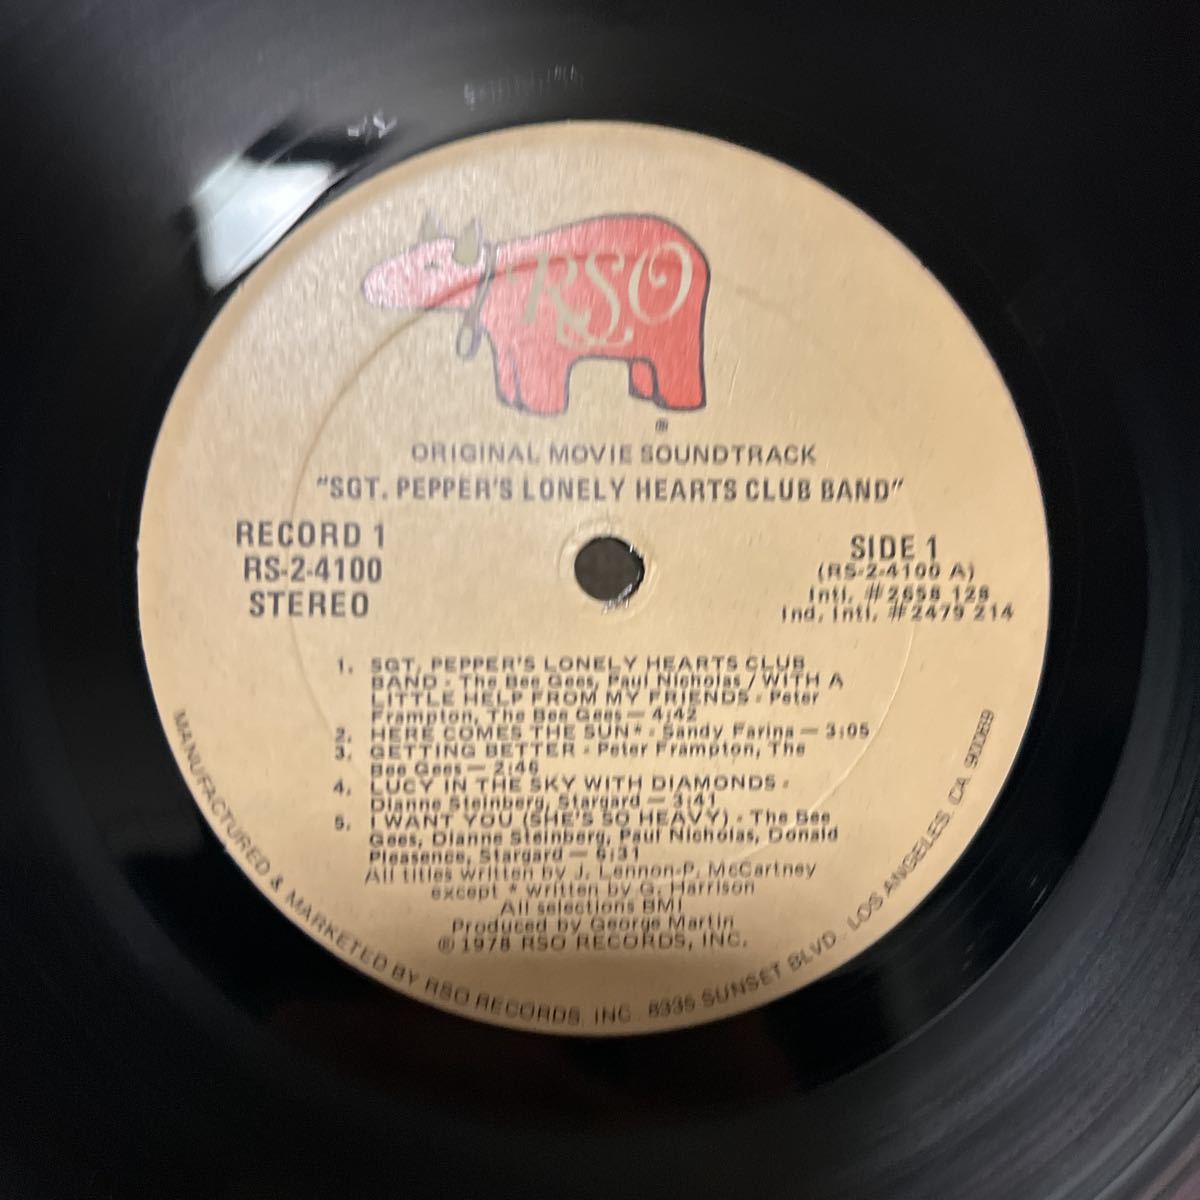 RSO
®
ORIGINAL MOVIE SOUNDTRACK
"SGT. PEPPER'S LONELY HEARTS CLUB BAND"
RECORD 1
RS-2-4100
STEREO
SIDE 1
(RS-2-4100 A)
Intl. #2658 128
Ind. Intl. #2479 214
1. SGT. PEPPER'S LONELY HEARTS CLUB
BAND - The Bee Gees, Paul Nicholas / WITH A
LITTLE HELP FROM MY FRIENDS - Peter
Frampton, The Bee Gees — 4:42
2. HERE COMES THE SUN* - Sandy Farina — 3:05
3. GETTING BETTER - Peter Frampton, The
Bee Gees — 2:46
4. LUCY IN THE SKY WITH DIAMONDS -
Dianne Steinberg, Stargard — 3:41
5. I WANT YOU (SHE'S SO HEAVY) - The Bee
Gees, Dianne Steinberg, Paul Nicholas, Donald
Pleasence, Stargard — 6:31
All titles written by J. Lennon-P. McCartney
except * written by G. Harrison
All selections BMI
Produced by George Martin
℗ 1978 RSO RECORDS, INC.
MANUFACTURED & MARKETED BY RSO RECORDS, INC. 8335 SUNSET BLVD. LOS ANGELES, CA.